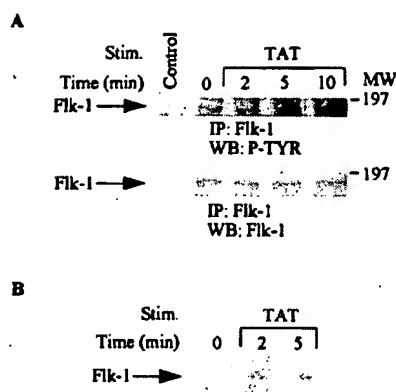 A
Stim. Control TAT
Time (min) 0 2 5 10 MW
Flk-1 197
IP: Flk-1
WB: P-TYR
Flk-1 197
IP: Flk-1
WB: Flk-1
B
Stim. TAT
Time (min) 0 2 5
Flk-1